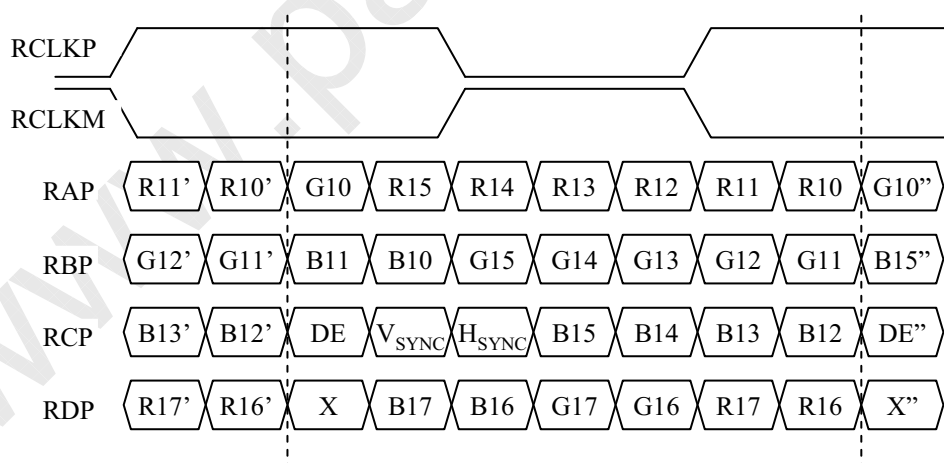 RCLKP
RCLKM
RAP R11’ R10’ G10 R15 R14 R13 R12 R11 R10 G10”
RBP G12’ G11’ B11 B10 G15 G14 G13 G12 G11 B15”
RCP B13’ B12’ DE VSYNC HSYNC B15 B14 B13 B12 DE”
RDP R17’ R16’ X B17 B16 G17 G16 R17 R16 X”
www.pa